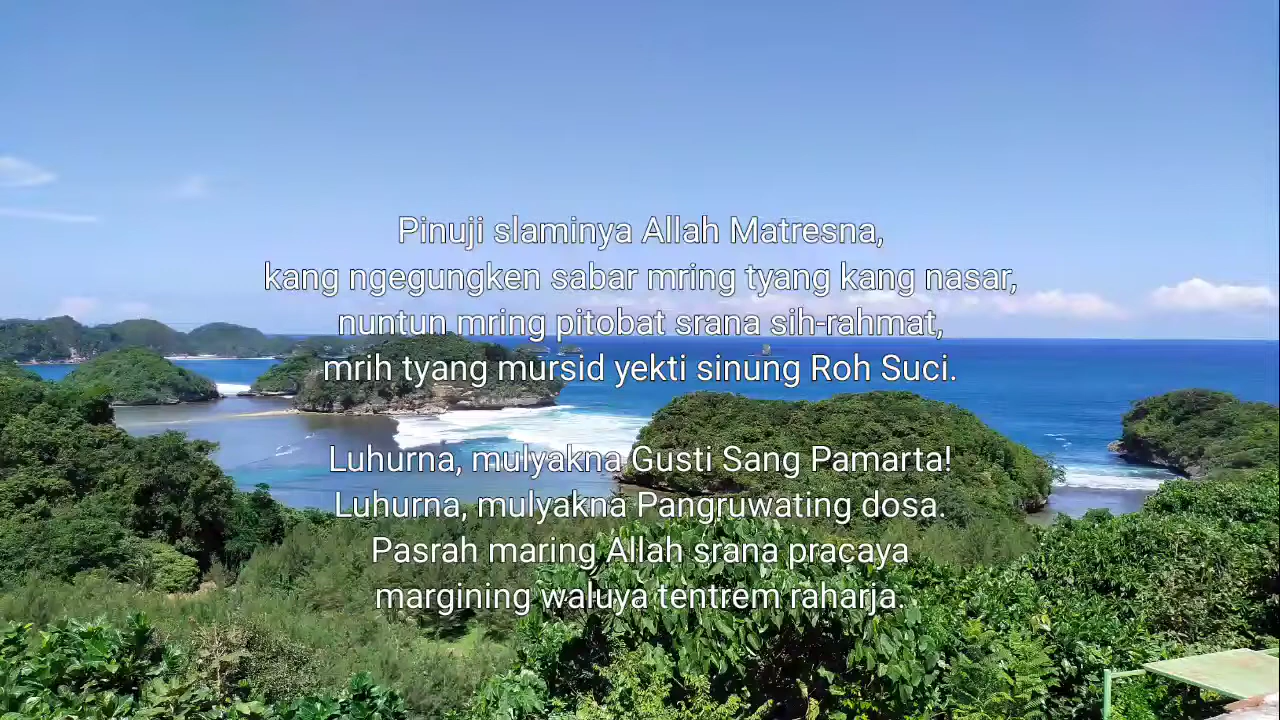 Pinuji slaminya Allah Matresna,
kang ngegungken sabar mring tyang kang nasar,
nuntun mring pitobat srana sih-rahmat,
mrih tyang mursid yekti sinung Roh Suci.
Luhurna, mulyakna Gusti Sang Pamarta!
Luhurna, mulyakna Pangruwating dosa.
Pasrah maring Allah srana pracaya
margining waluya tentrem raharja.